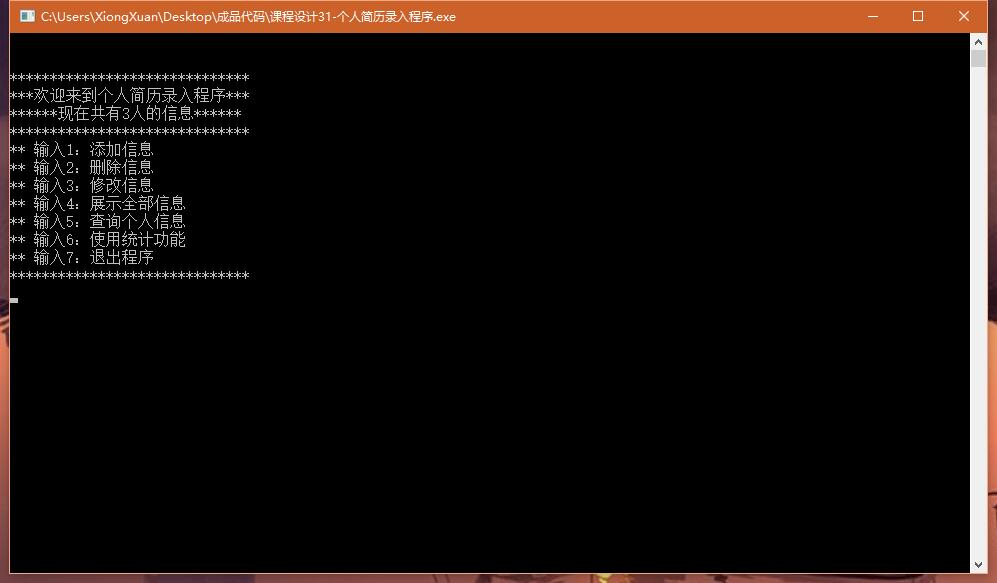 C:\Users\XiongXuan\Desktop\成品代码\课程设计31-个人简历录入程序.exe
******************************
***欢迎来到个人简历录入程序***
******现在共有3人的信息******
******************************
** 输入1：添加信息
** 输入2：删除信息
** 输入3：修改信息
** 输入4：展示全部信息
** 输入5：查询个人信息
** 输入6：使用统计功能
** 输入7：退出程序
******************************